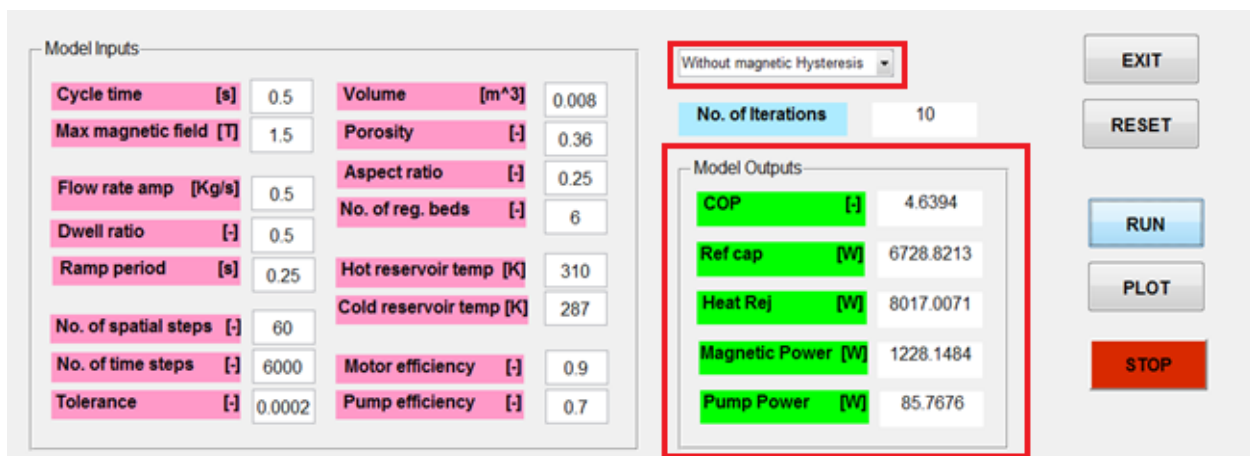 Model Inputs
Cycle time [s] 0.5
Max magnetic field [T] 1.5
Flow rate amp [Kg/s] 0.5
Dwell ratio [-] 0.5
Ramp period [s] 0.25
No. of spatial steps [-] 60
No. of time steps [-] 6000
Tolerance [-] 0.0002
Volume [m^3] 0.008
Porosity [-] 0.36
Aspect ratio [-] 0.25
No. of reg. beds [-] 6
Hot reservoir temp [K] 310
Cold reservoir temp [K] 287
Motor efficiency [-] 0.9
Pump efficiency [-] 0.7
Without magnetic Hysteresis
No. of Iterations 10
Model Outputs
COP [-] 4.6394
Ref cap [W] 6728.8213
Heat Rej [W] 8017.0071
Magnetic Power [W] 1228.1484
Pump Power [W] 85.7676
EXIT
RESET
RUN
PLOT
STOP